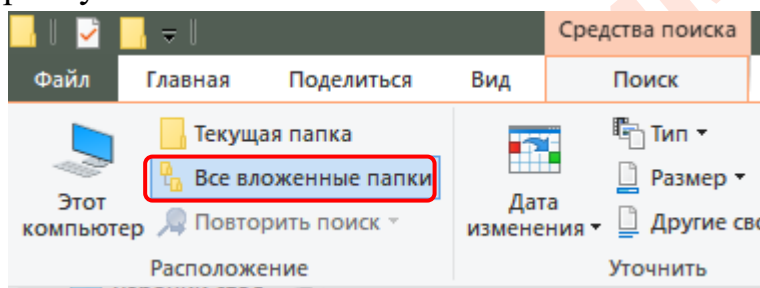 Средства поиска
Файл Главная Поделиться Вид Поиск
Текущая папка
Все вложенные папки
Повторить поиск
Этот
компьютер
Расположение
Дата
изменения
Тип
Размер
Другие
Уточнить